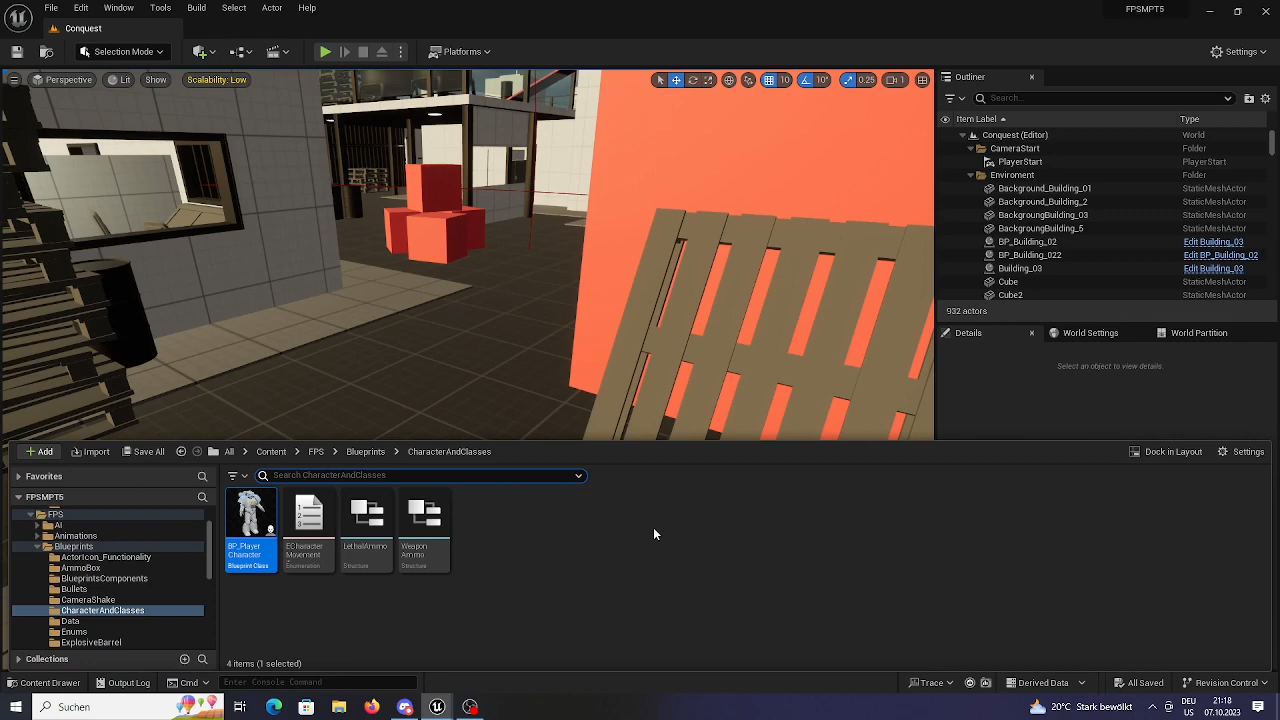 File Edit Window Tools Build Select Actor Help
FPSMPT5
Conquest
Selection Mode
Platforms
Settings
Perspective Lit Show Scalability: Low
10 10° 0.25 1
Outliner
Search...
Item Label Type
Conquest (Editor) World
CameraStart Folder
PlayerStart PlayerStart
Enviroment Folder
Background_Building_01 StaticMeshActor
Background_Building_2 StaticMeshActor
BackgroungBuilding_03 StaticMeshActor
BackgroungBuilding_5 StaticMeshActor
BP_Building_02 Edit Building_03
BP_Building_022 Edit BP_Building_02
Building_03 Edit Building_03
Cube StaticMeshActor
Cube2 StaticMeshActor
932 actors
Details World Settings World Partition
Select an object to view details.
Add Import Save All All Content FPS Blueprints CharacterAndClasses
Dock in Layout Settings
Favorites
FPSMPT5
FPS
AI
Animations
Blueprints
ActorIcon_Functionality
AmmoBox
BlueprintsComponents
Bullets
CameraShake
CharacterAndClasses
Data
Enums
ExplosiveBarrel
Collections
Search CharacterAndClasses
BP_Player Character Blueprint Class
ECharacter Movement Enumeration
LethalAmmo Structure
Weapon Ammo Structure
4 items (1 selected)
Content Drawer Output Log Cmd Enter Console Command
Trace Derived Data All Saved Revision Control
Suchen
20°C Stark bewölkt
DEU
21:18
07.10.2023